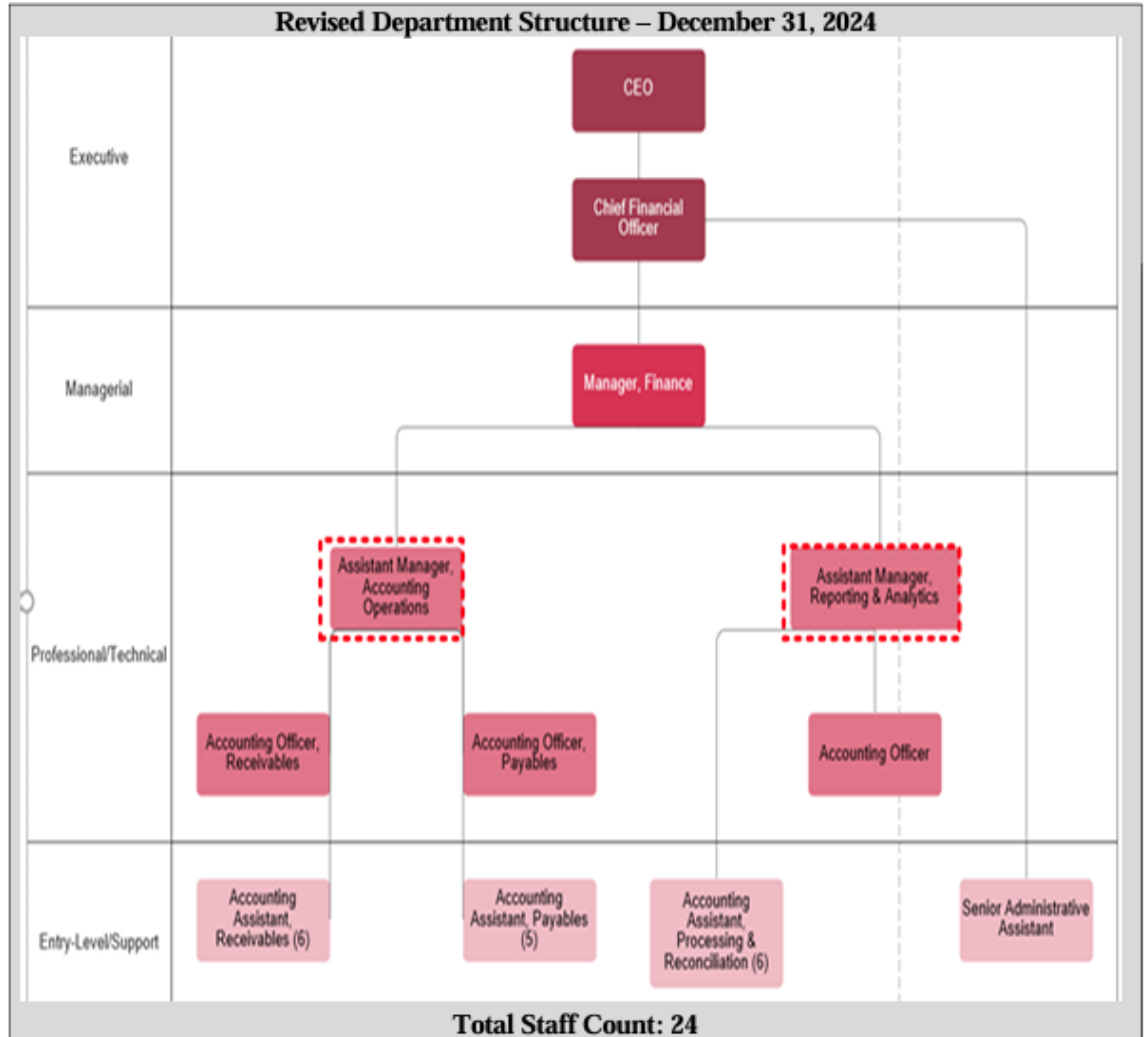 Revised Department Structure – December 31, 2024
CEO
Executive
Chief Financial
Officer
Managerial
Manager, Finance
Assistant Manager,
Accounting
Operations
Assistant Manager,
Reporting & Analytics
Professional/Technical
Accounting Officer,
Receivables
Accounting Officer,
Payables
Accounting Officer
Entry-Level/Support
Accounting
Assistant,
Receivables (6)
Accounting
Assistant, Payables
(5)
Accounting
Assistant,
Processing &
Reconciliation (6)
Senior Administrative
Assistant
Total Staff Count: 24